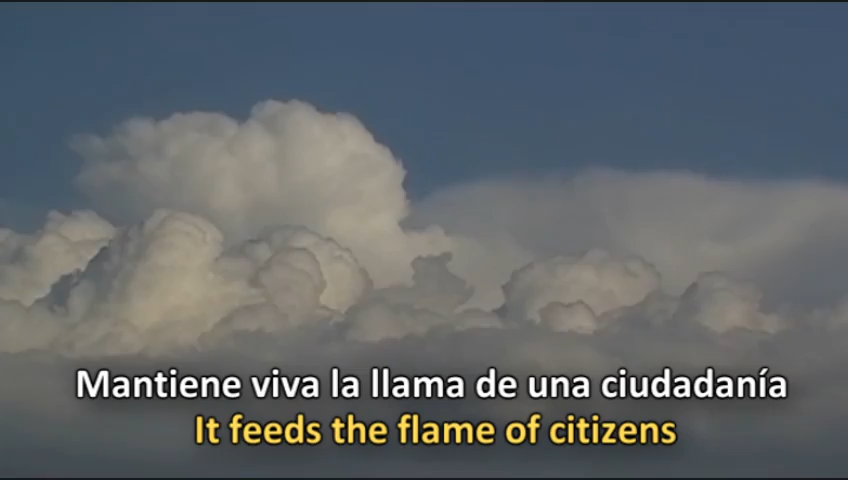 Mantiene viva la llama de una ciudadanía
It feeds the flame of citizens